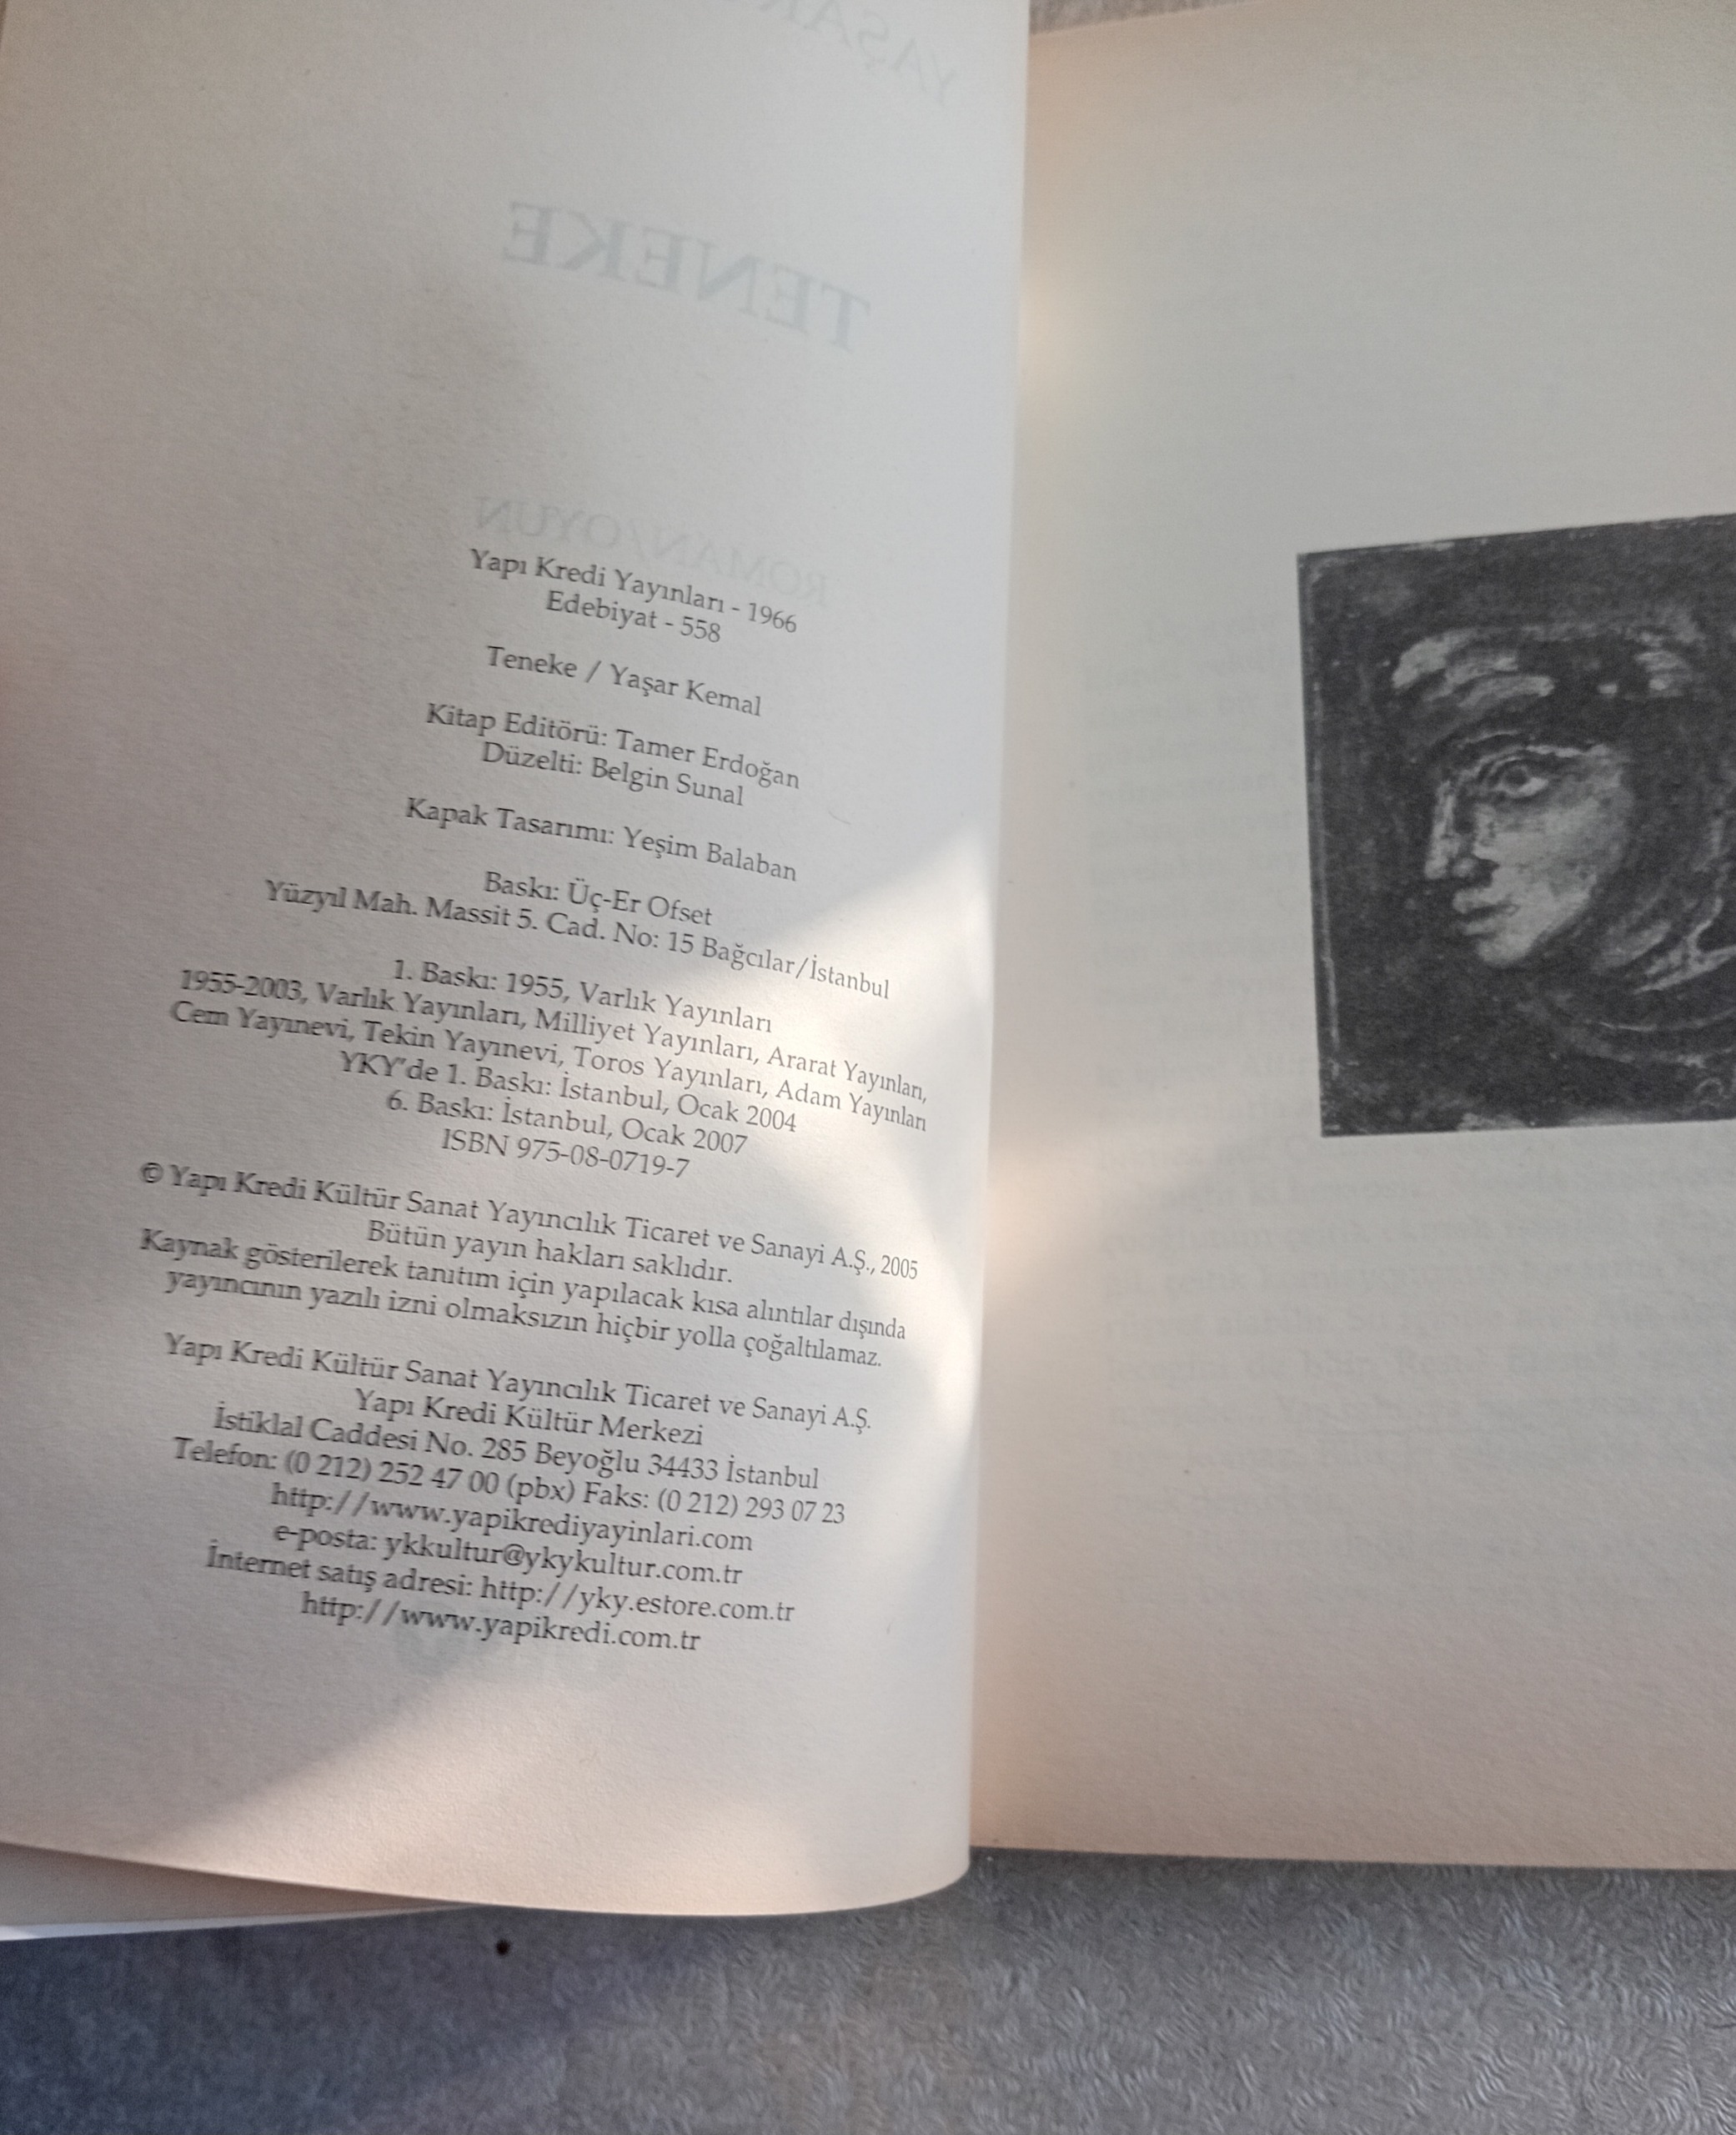 YAŞAR
TENEKE
ROMAN/OYUN
Yapı Kredi Yayınları - 1966
Edebiyat - 558
Teneke / Yaşar Kemal
Kitap Editörü: Tamer Erdoğan
Düzelti: Belgin Sunal
Kapak Tasarımı: Yeşim Balaban
Baskı: Üç-Er Ofset
Yüzyıl Mah. Massit 5. Cad. No: 15 Bağcılar/İstanbul
1. Baskı: 1955, Varlık Yayınları
1955-2003, Varlık Yayınları, Milliyet Yayınları, Ararat Yayınları,
Cem Yayınevi, Tekin Yayınevi, Toros Yayınları, Adam Yayınları
YKY'de 1. Baskı: İstanbul, Ocak 2004
6. Baskı: İstanbul, Ocak 2007
ISBN 975-08-0719-7
© Yapı Kredi Kültür Sanat Yayıncılık Ticaret ve Sanayi A.Ş., 2005
Bütün yayın hakları saklıdır.
Kaynak gösterilerek tanıtım için yapılacak kısa alıntılar dışında
yayıncının yazılı izni olmaksızın hiçbir yolla çoğaltılamaz.
Yapı Kredi Kültür Sanat Yayıncılık Ticaret ve Sanayi A.Ş.
Yapı Kredi Kültür Merkezi
İstiklal Caddesi No. 285 Beyoğlu 34433 İstanbul
Telefon: (0 212) 252 47 00 (pbx) Faks: (0 212) 293 07 23
http://www.yapikrediyayinlari.com
e-posta: ykkultur@ykykultur.com.tr
İnternet satış adresi: http://yky.estore.com.tr
http://www.yapikredi.com.tr